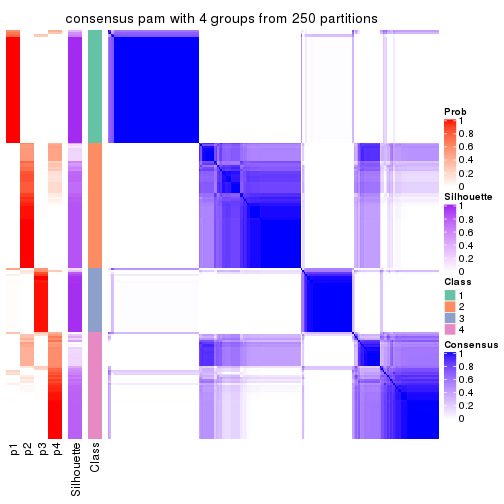 consensus pam with 4 groups from 250 partitions
Prob
1
0.8
0.6
0.4
0.2
0
Silhouette
1
0.8
0.6
0.4
0.2
0
Class
1
2
3
4
Consensus
1
0.8
0.6
0.4
0.2
0
p1
p2
p3
p4
Silhouette
Class